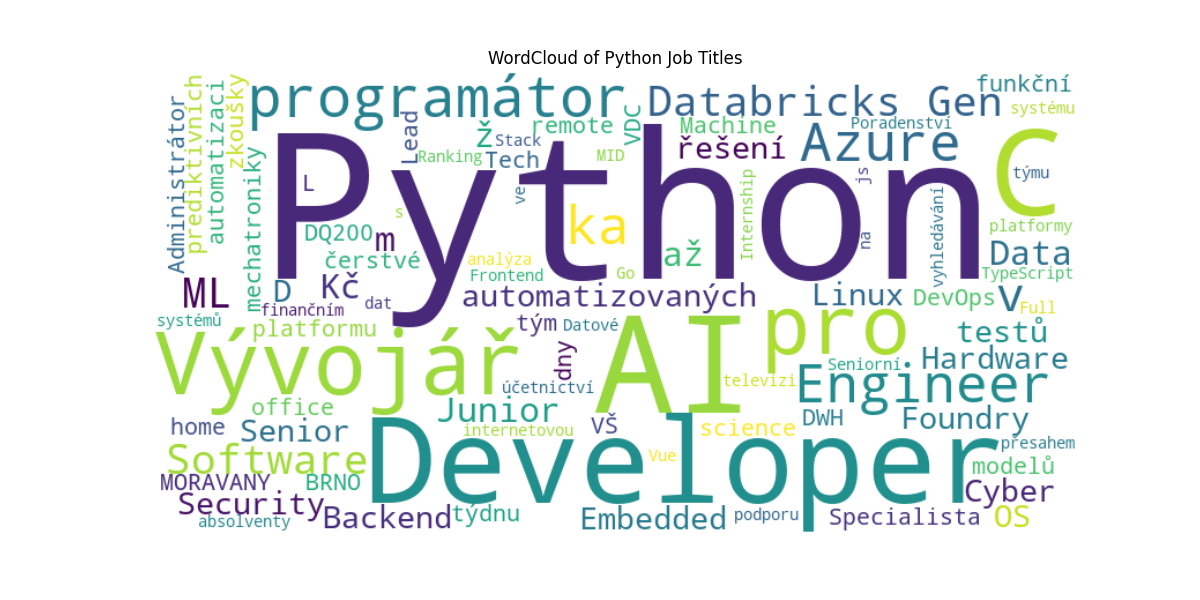 WordCloud of Python Job Titles
programátor
Databricks Gen
funkční
systému
Administrátor
prediktivních
automatizaci
zkoušky
mechatroniky
Lead
ž
Stack
remote
VDC
Machine
Poradenství
Ranking
Tech
MID
řešení
Azure
C
Python
L
ve
js
týmu
s
ka
Internship
vyhledávání
platformy
DQ200
m
až
na
Data
čerstvé
analýza
Frontend
Go
TypeScript
ML
D
Kč
dat
automatizovaných
Linux
DevOps
v
Full
finančním
systémů
platformu
tým
Datové
pro
testů
Vývojář
AI
dny
Seniorní
Hardware
účetnictví
televizi
Engineer
office
Junior
DWH
Foundry
home
Senior
internetovou
VŠ
science
přesahem
Software
Developer
Vue
modelů
MORAVANY
BRNO
Cyber
Security
Backend
týdnu
Embedded
podporu
Specialista
OS
absolventy